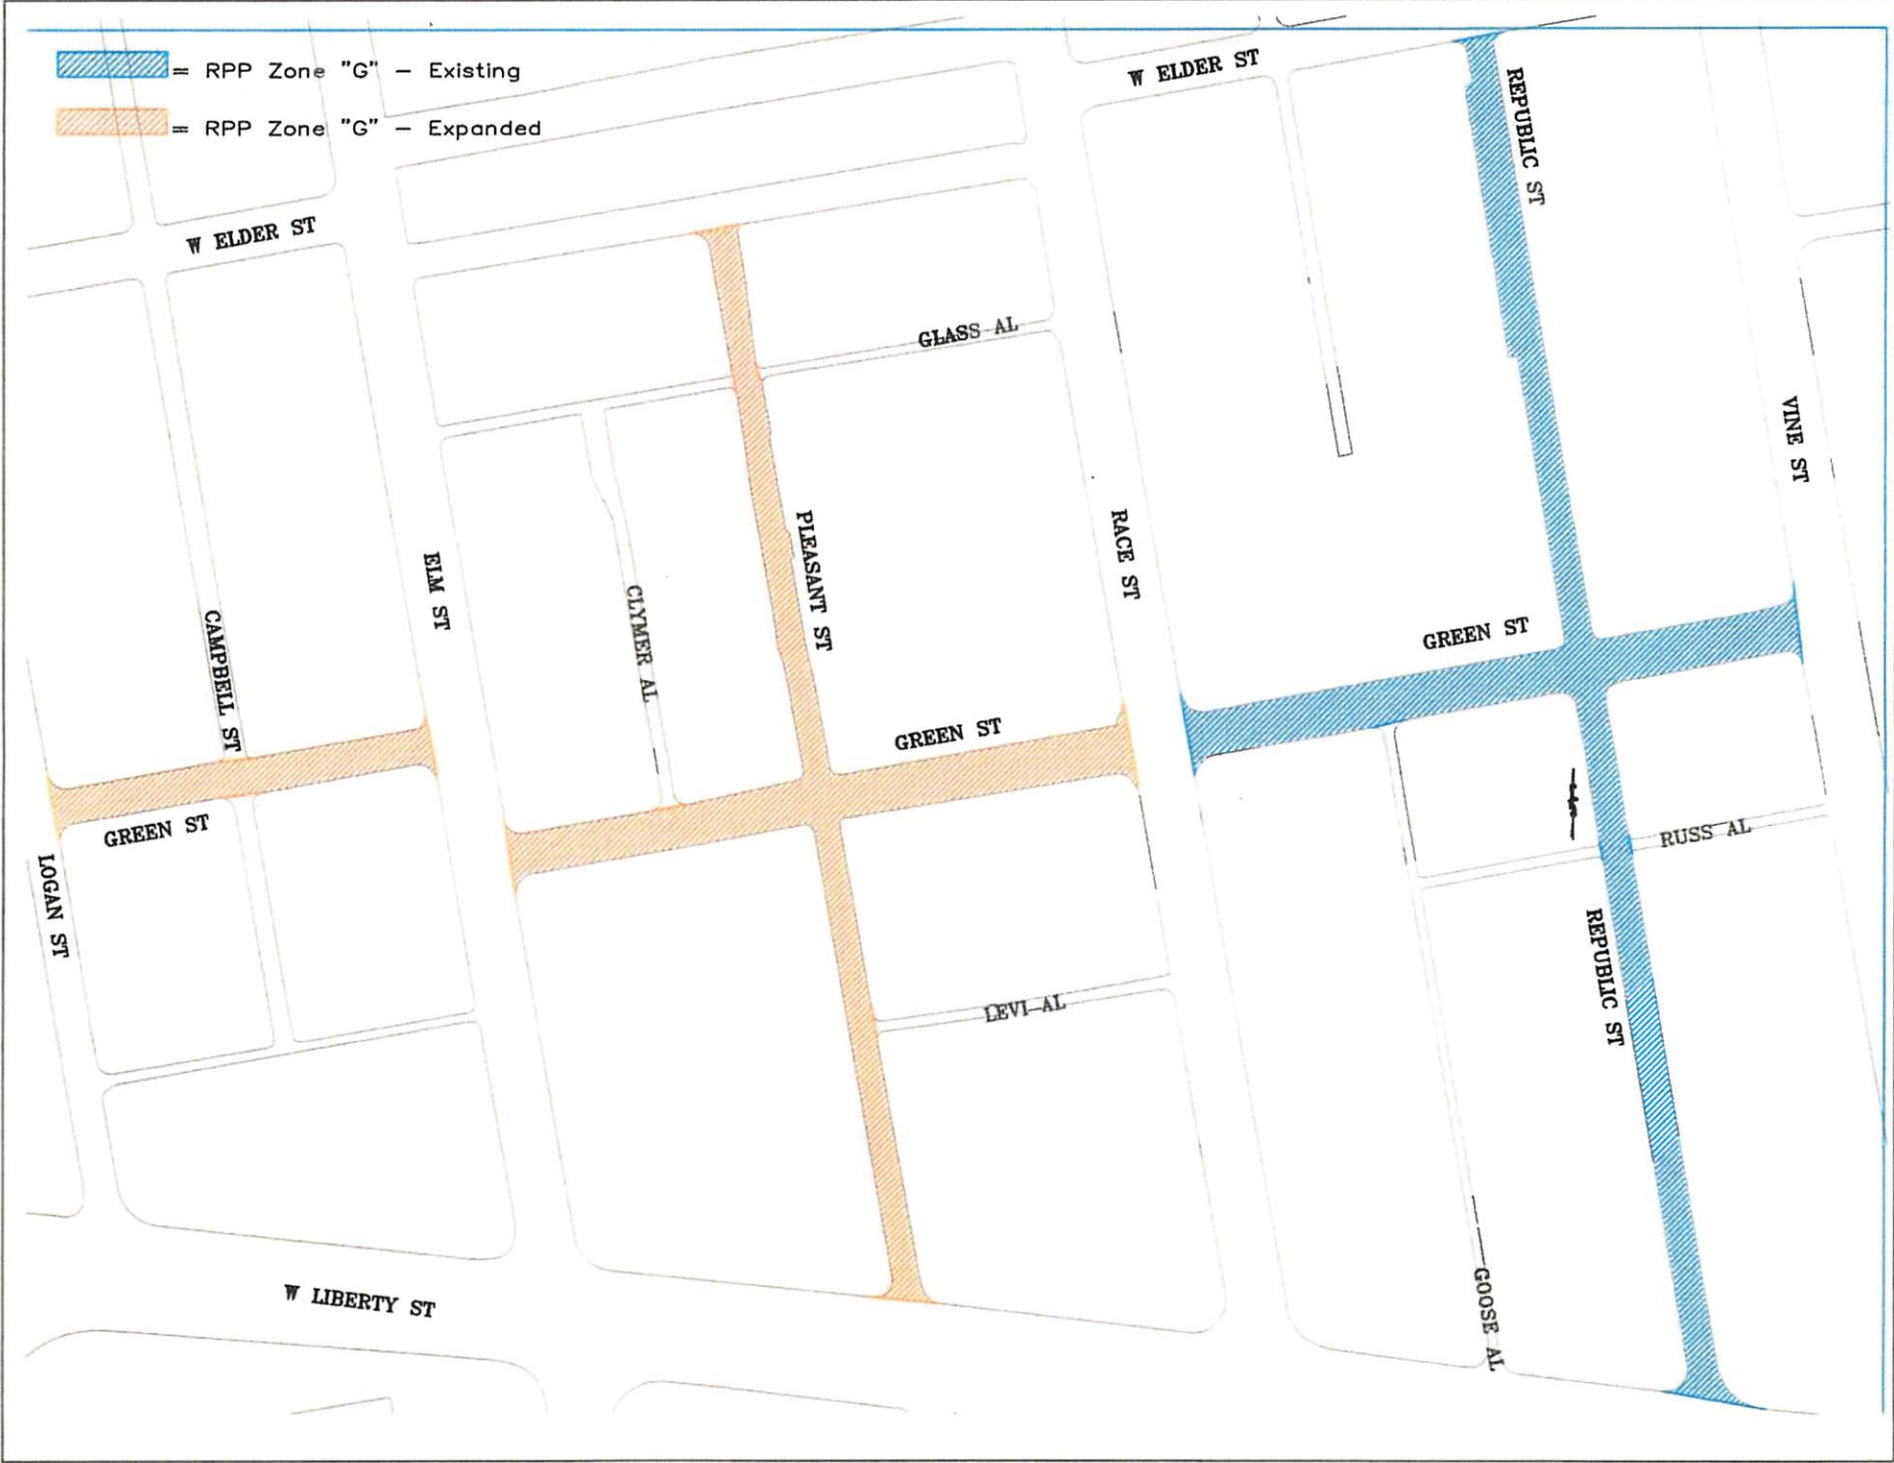 = RPP Zone "G" - Existing
= RPP Zone "G" - Expanded
W ELDER ST
W ELDER ST
REPUBLIC ST
GLASS AL
VINE ST
PLEASANT ST
RACE ST
ELM ST
CLYMER AL
CAMPBELL ST
GREEN ST
GREEN ST
GREEN ST
RUSS AL
LOGAN ST
REPUBLIC ST
LEVI AL
W LIBERTY ST
GOOSE AL